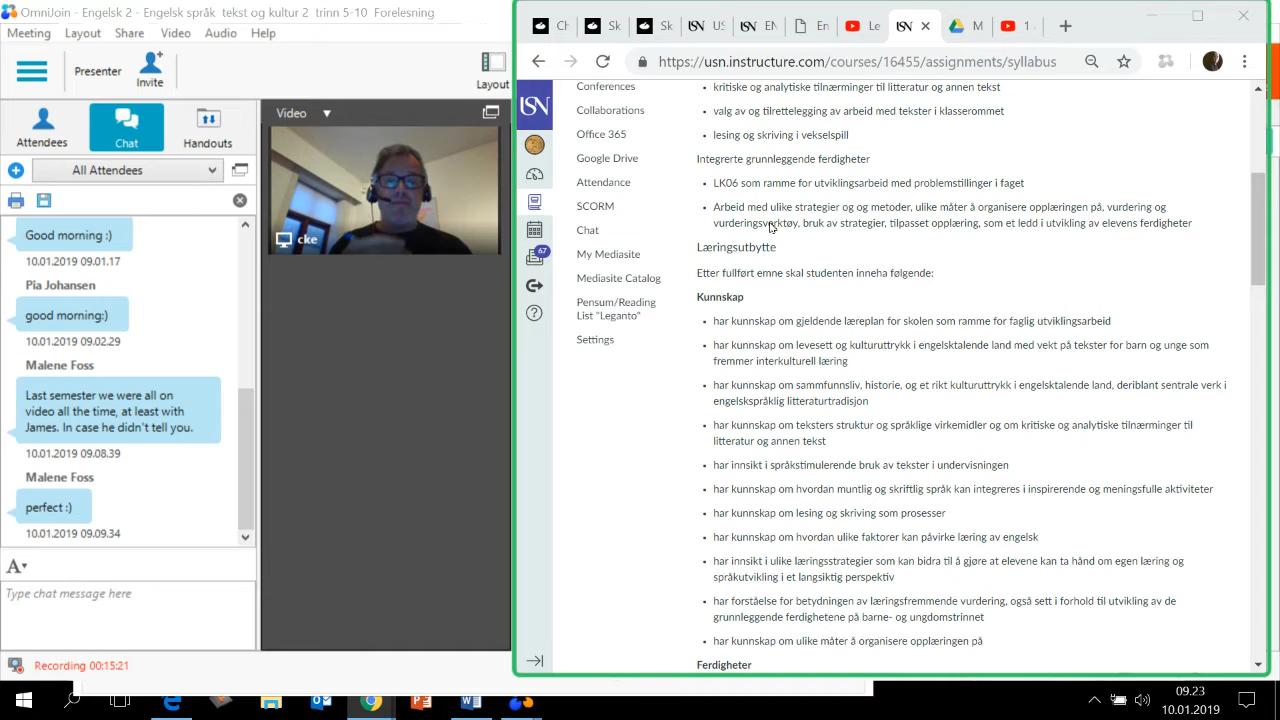 OmniJoin - Engelsk 2 - Engelsk språk tekst og kultur 2 trinn 5-10 Forelesning
Meeting Layout Share Video Audio Help
Presenter
Invite
Layout
Attendees
Chat
Handouts
All Attendees
Good morning :)
10.01.2019 09.01.17
Pia Johansen
good morning:)
10.01.2019 09.02.29
Malene Foss
Last semester we were all on
video all the time, at least with
James. In case he didn't tell you.
10.01.2019 09.08.39
Malene Foss
perfect :)
10.01.2019 09.09.34
A
Type chat message here
Recording 00:15:21
Video
cke
Sk
Sk
USN
USN
EN
En
Le
USN
M
1
https://usn.instructure.com/courses/16455/assignments/syllabus
USN
67
Conferences
Collaborations
Office 365
Google Drive
Attendance
SCORM
Chat
My Mediasite
Mediasite Catalog
Pensum/Reading
List "Leganto"
Settings
kritiske og analytiske tilnærminger til litteratur og annen tekst
valg av og tilrettelegging av arbeid med tekster i klasserommet
lesing og skriving i vekselspill
Integrerte grunnleggende ferdigheter
LK06 som ramme for utviklingsarbeid med problemstillinger i faget
Arbeid med ulike strategier og og metoder, ulike måter å organisere opplæringen på, vurdering og
vurderingsverktøy, bruk av strategier, tilpasset opplæring, som et ledd i utvikling av elevens ferdigheter
Læringsutbytte
Etter fullført emne skal studenten inneha følgende:
Kunnskap
har kunnskap om gjeldende læreplan for skolen som ramme for faglig utviklingsarbeid
har kunnskap om levesett og kulturuttrykk i engelsktalende land med vekt på tekster for barn og unge som
fremmer interkulturell læring
har kunnskap om sammfunnsliv, historie, og et rikt kulturuttrykk i engelsktalende land, deriblant sentrale verk i
engelskspråklig litteraturtradisjon
har kunnskap om teksters struktur og språklige virkemidler og om kritiske og analytiske tilnærminger til
litteratur og annen tekst
har innsikt i språkstimulerende bruk av tekster i undervisningen
har kunnskap om hvordan muntlig og skriftlig språk kan integreres i inspirerende og meningsfulle aktiviteter
har kunnskap om lesing og skriving som prosesser
har kunnskap om hvordan ulike faktorer kan påvirke læring av engelsk
har innsikt i ulike læringsstrategier som kan bidra til å gjøre at elevene kan ta hånd om egen læring og
språkutvikling i et langsiktig perspektiv
har forståelse for betydningen av læringsfremmende vurdering, også sett i forhold til utvikling av de
grunnleggende ferdighetene på barne- og ungdomstrinnet
har kunnskap om ulike måter å organisere opplæringen på
Ferdigheter
09.23
10.01.2019